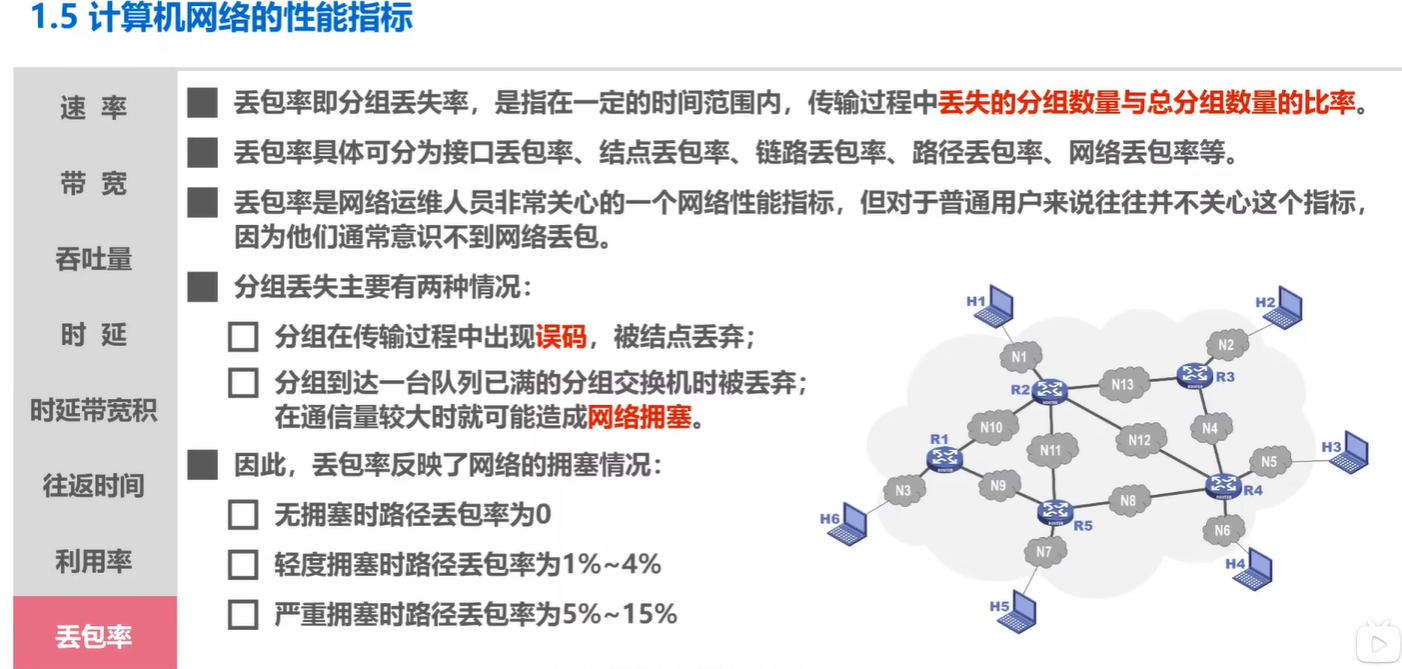 1.5 计算机网络的性能指标
速 率
带 宽
吞吐量
时 延
时延带宽积
往返时间
利用率
丢包率
丢包率即分组丢失率，是指在一定的时间范围内，传输过程中丢失的分组数量与总分组数量的比率。
丢包率具体可分为接口丢包率、结点丢包率、链路丢包率、路径丢包率、网络丢包率等。
丢包率是网络运维人员非常关心的一个网络性能指标，但对于普通用户来说往往并不关心这个指标，
因为他们通常意识不到网络丢包。
分组丢失主要有两种情况：
分组在传输过程中出现误码，被结点丢弃；
分组到达一台队列已满的分组交换机时被丢弃；
在通信量较大时就可能造成网络拥塞。
因此，丢包率反映了网络的拥塞情况：
无拥塞时路径丢包率为0
轻度拥塞时路径丢包率为1%~4%
严重拥塞时路径丢包率为5%~15%
H1
H2
N1
N2
R2
N13
R3
N10
N11
N12
N4
R1
N3
N9
N5
H3
R4
N8
H6
R5
N6
N7
H4
H5